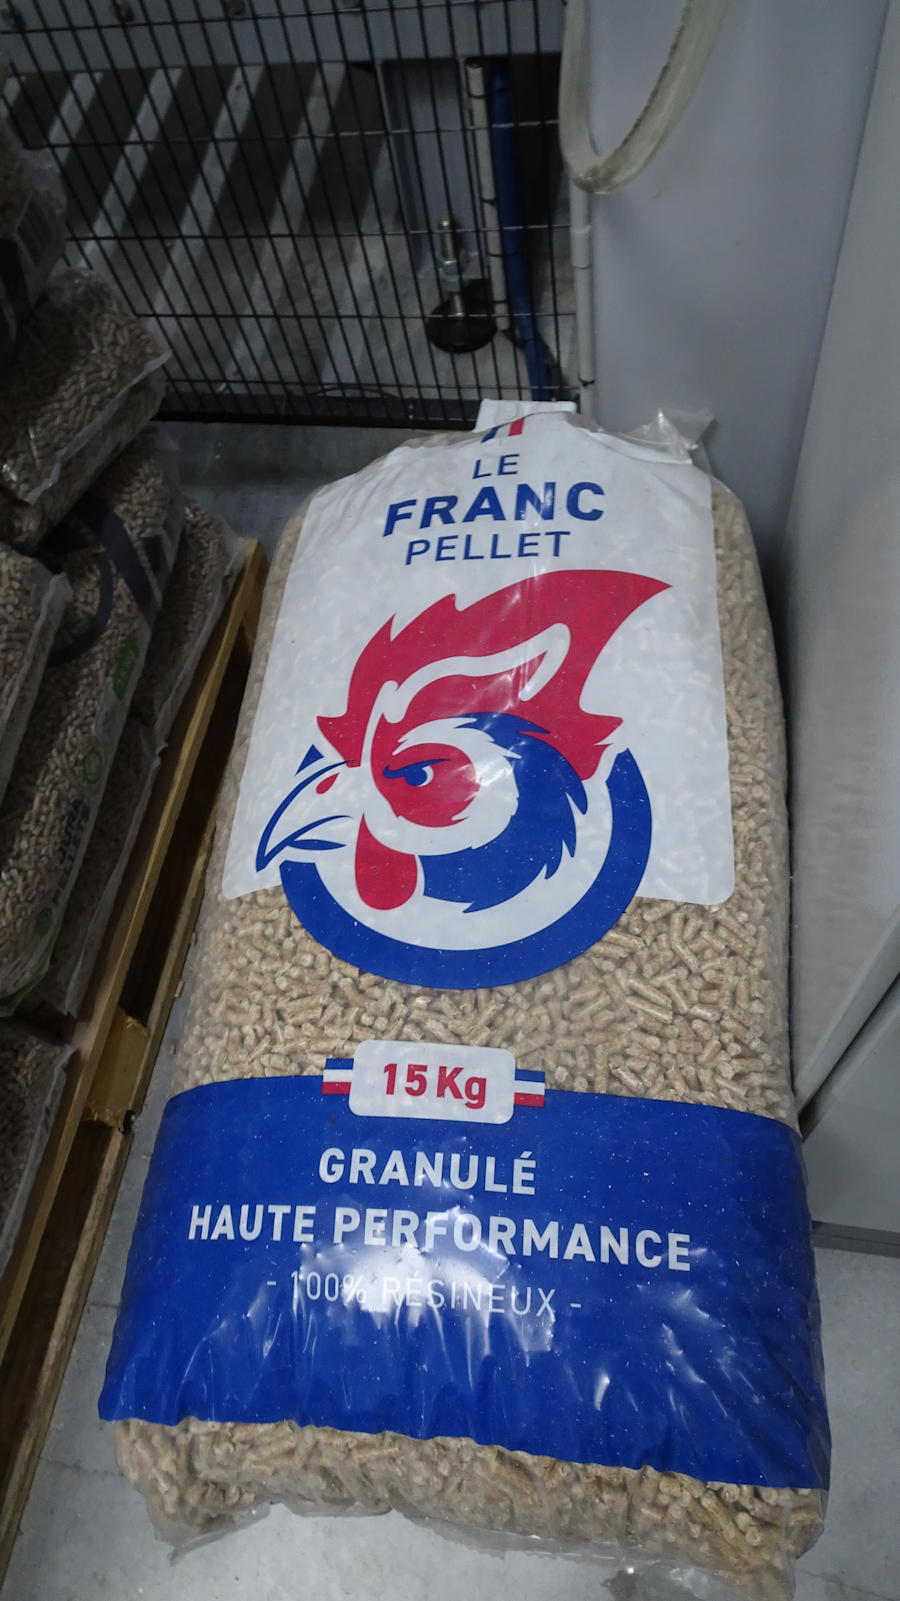 LE
FRANC
PELLET
15 Kg
GRANULÉ
HAUTE PERFORMANCE
- 100% RÉSINEUX -